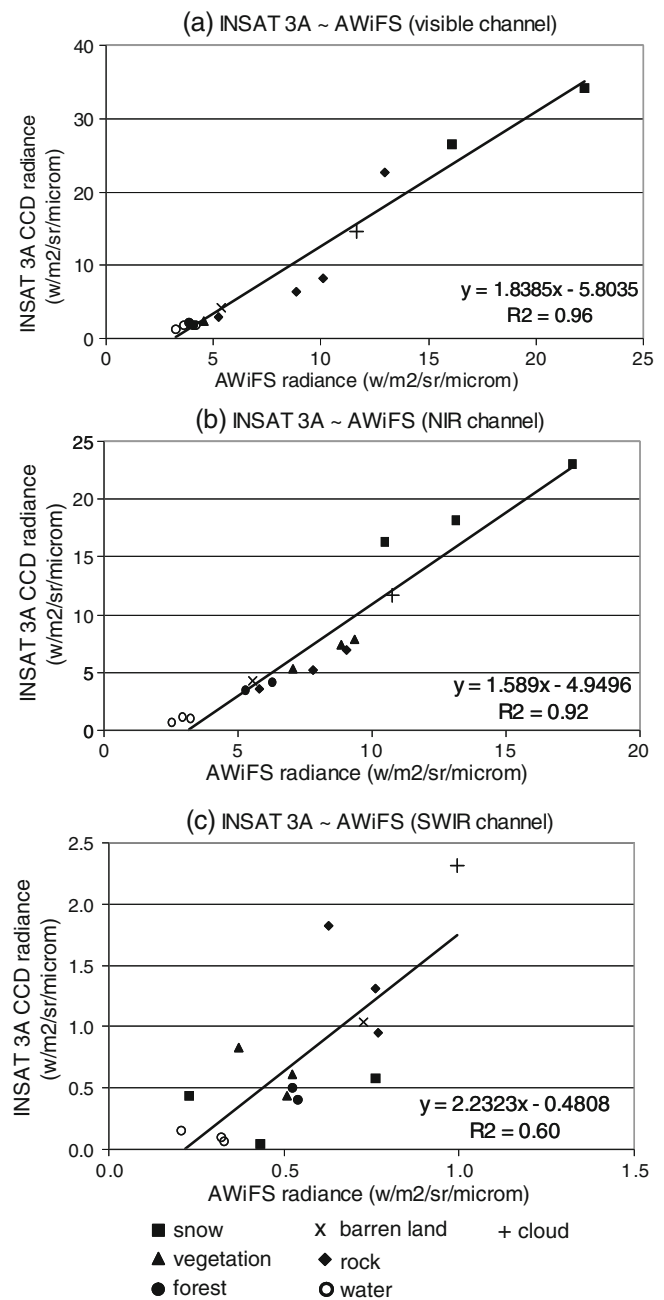 (a) INSAT 3A ~ AWiFS (visible channel)
INSAT 3A CCD radiance
(w/m2/sr/microm)
40
30
20
10
0
0
5
10
15
20
25
y = 1.8385x - 5.8035
R2 = 0.96
AWiFS radiance (w/m2/sr/microm)
(b) INSAT 3A ~ AWiFS (NIR channel)
INSAT 3A CCD radiance
(w/m2/sr/microm)
25
20
15
10
5
0
0
5
10
15
20
y = 1.589x - 4.9496
R2 = 0.92
AWiFS radiance (w/m2/sr/microm)
(c) INSAT 3A ~ AWiFS (SWIR channel)
INSAT 3A CCD radiance
(w/m2/sr/microm)
2.5
2.0
1.5
1.0
0.5
0.0
0.0
0.5
1.0
1.5
y = 2.2323x - 0.4808
R2 = 0.60
AWiFS radiance (w/m2/sr/microm)
snow
barren land
cloud
vegetation
rock
forest
water